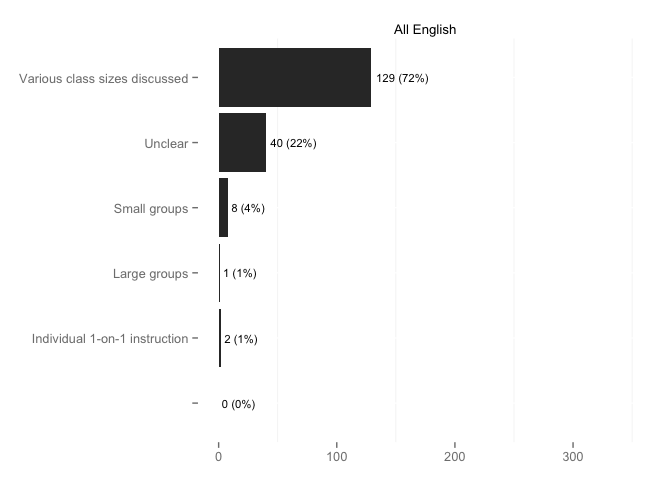 All English
Various class sizes discussed 129 (72%)
Unclear 40 (22%)
Small groups 8 (4%)
Large groups 1 (1%)
Individual 1-on-1 instruction 2 (1%)
0 (0%)
0 100 200 300